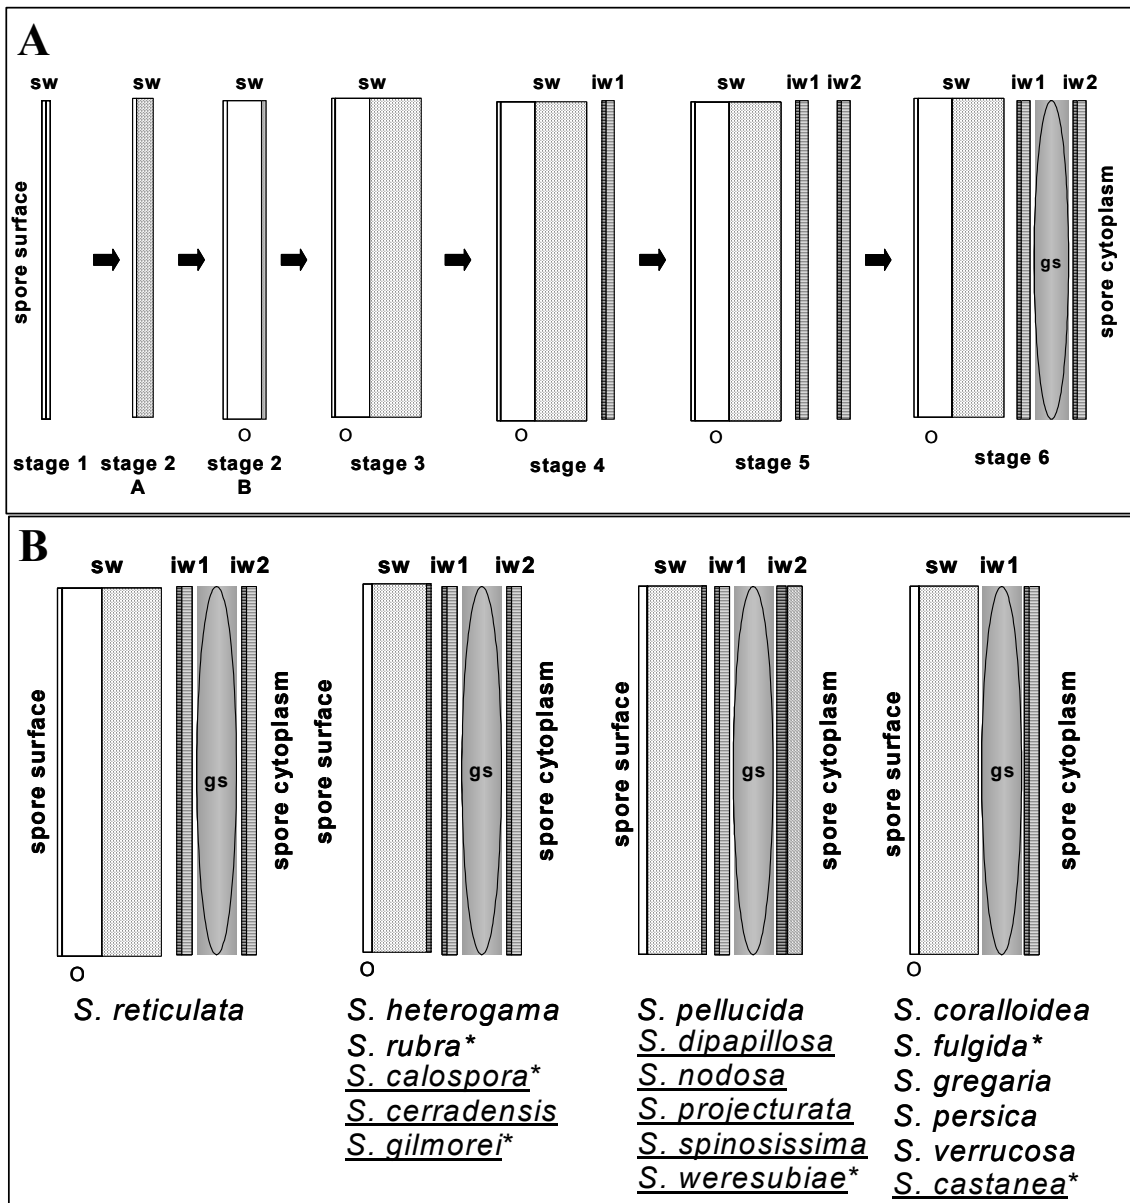 A
sw
sw
sw
sw
sw iw1
sw iw1 iw2
sw iw1 iw2
spore surface
gs
spore cytoplasm
O
O
O
O
O
stage 1
stage 2
A
stage 2
B
stage 3
stage 4
stage 5
stage 6
B
sw iw1 iw2
spore surface
gs
spore cytoplasm
O
S. reticulata
sw iw1 iw2
spore surface
gs
spore cytoplasm
O
S. heterogama
S. rubra*
S. calospora*
S. cerradensis
S. gilmorei*
sw iw1 iw2
spore surface
gs
spore cytoplasm
S. pellucida
S. dipapillosa
S. nodosa
S. projecturata
S. spinosissima
S. weresubiae*
sw iw1
spore surface
gs
spore cytoplasm
O
S. coralloidea
S. fulgida*
S. gregaria
S. persica
S. verrucosa
S. castanea*